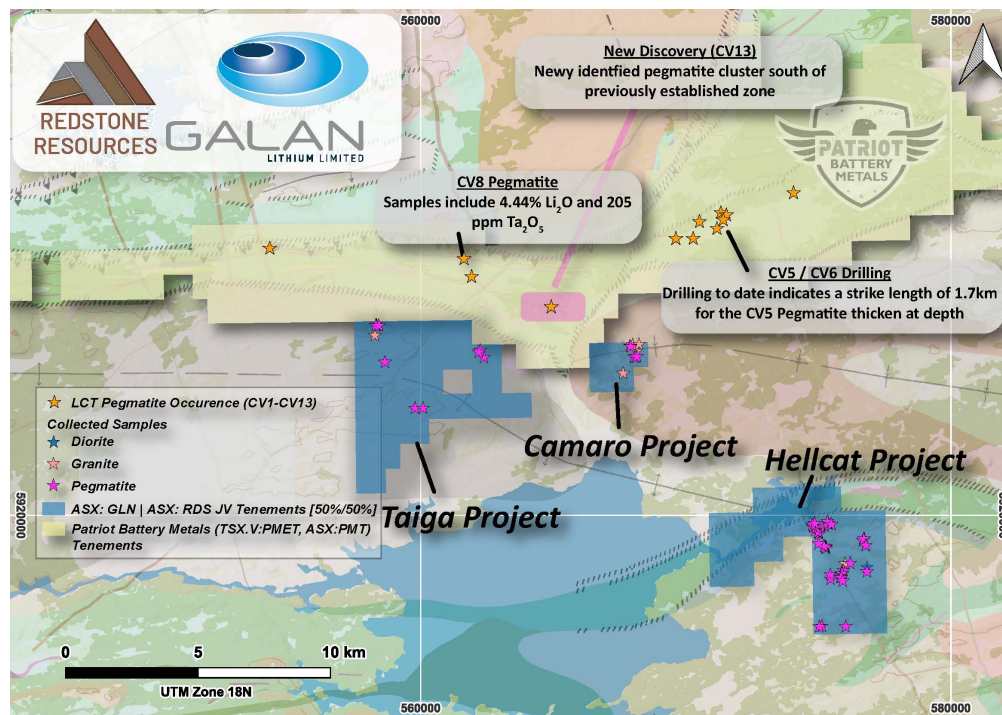 560000
580000
REDSTONE
RESOURCES
GALAN
LITHIUM LIMITED
New Discovery (CV13)
Newy identfied pegmatite cluster south of
previously established zone
PATRIOT
BATTERY
METALS
CV8 Pegmatite
Samples include 4.44% Li₂O and 205
ppm Ta₂O₅
CV5 / CV6 Drilling
Drilling to date indicates a strike length of 1.7km
for the CV5 Pegmatite thicken at depth
LCT Pegmatite Occurence (CV1-CV13)
Collected Samples
Diorite
Granite
Pegmatite
ASX: GLN | ASX: RDS JV Tenements [50%/50%]
Patriot Battery Metals (TSX.V:PMET, ASX:PMT)
Tenements
Camaro Project
Hellcat Project
Taiga Project
5920000
0 5 10 km
UTM Zone 18N
560000
580000